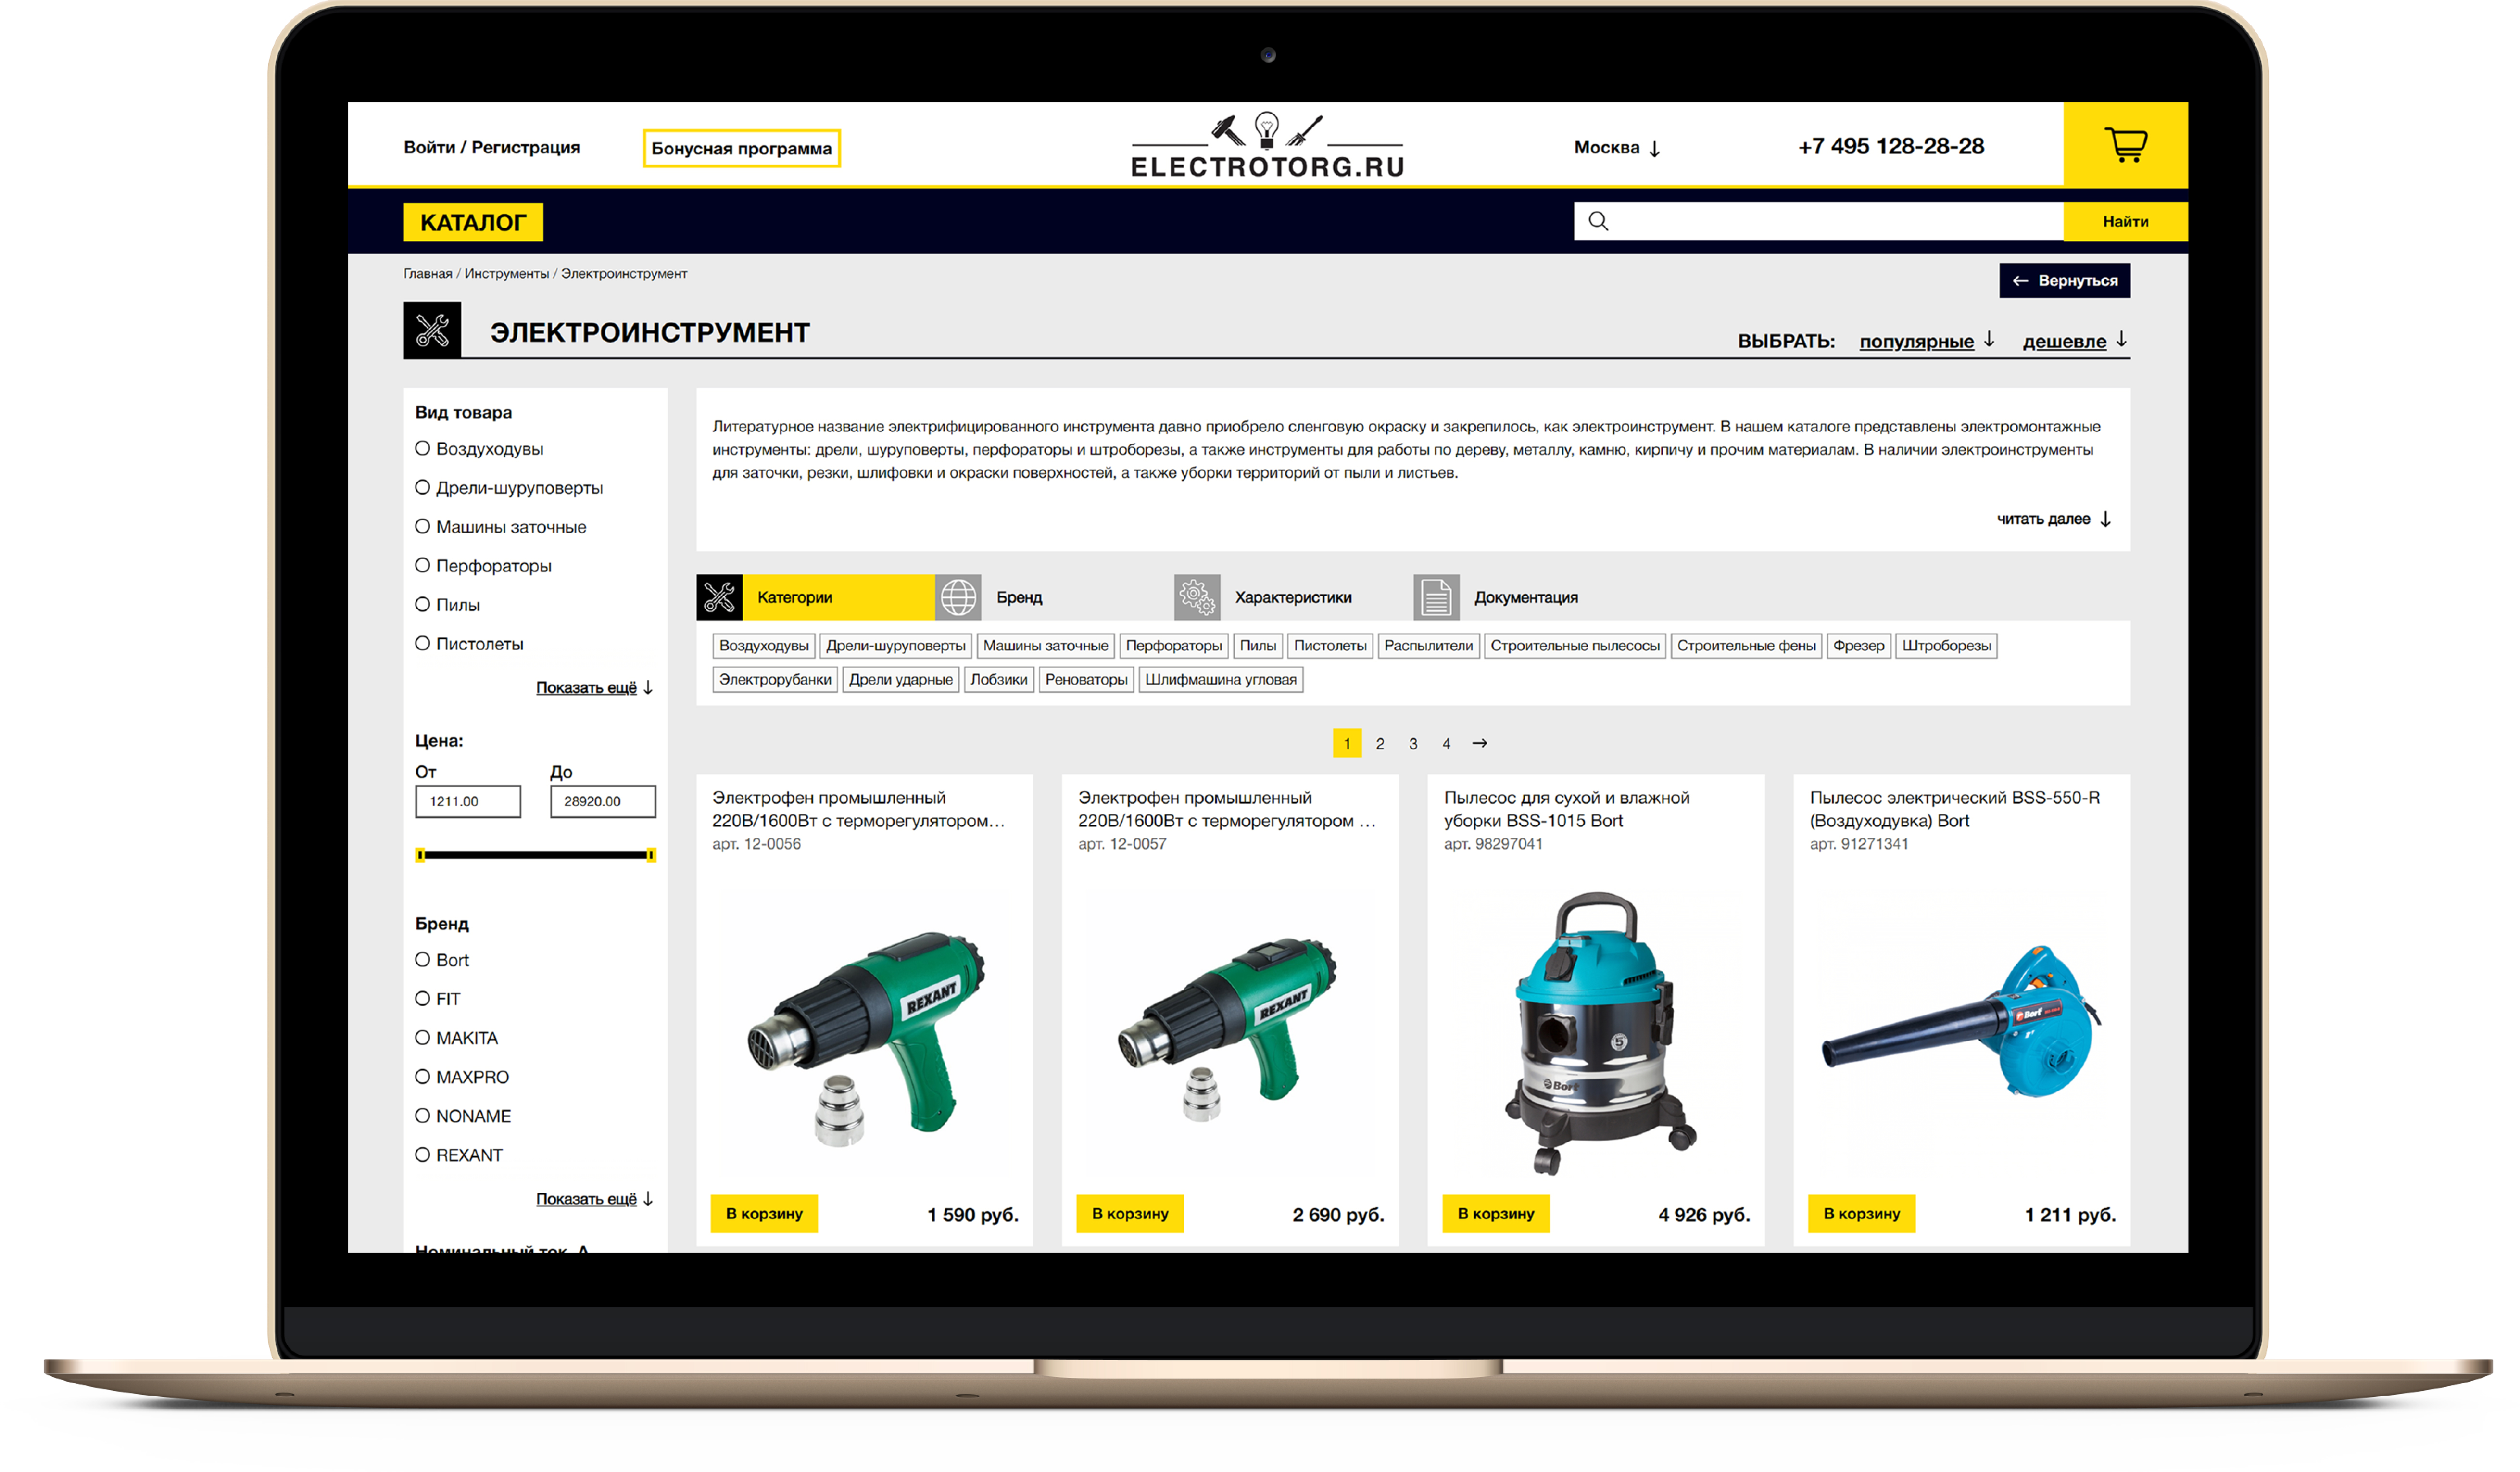 Войти / Регистрация
Бонусная программа
ELECTROTORG.RU
Москва ↓
+7 495 128-28-28
КАТАЛОГ
Найти
Главная / Инструменты / Электроинструмент
← Вернуться
ЭЛЕКТРОИНСТРУМЕНТ
ВЫБРАТЬ: популярные ↓ дешевле ↓
Вид товара
Воздуходувы
Дрели-шуруповерты
Машины заточные
Перфораторы
Пилы
Пистолеты
Показать ещё ↓
Цена:
От До
1211.00 28920.00
Бренд
Bort
FIT
MAKITA
MAXPRO
NONAME
REXANT
Показать ещё ↓
Номинальный ток, А
Литературное название электрифицированного инструмента давно приобрело сленговую окраску и закрепилось, как электроинструмент. В нашем каталоге представлены электромонтажные
инструменты: дрели, шуруповерты, перфораторы и штроборезы, а также инструменты для работы по дереву, металлу, камню, кирпичу и прочим материалам. В наличии электроинструменты
для заточки, резки, шлифовки и окраски поверхностей, а также уборки территорий от пыли и листьев.
читать далее ↓
Категории Бренд Характеристики Документация
Воздуходувы Дрели-шуруповерты Машины заточные Перфораторы Пилы Пистолеты Распылители Строительные пылесосы Строительные фены Фрезер Штроборезы
Электрорубанки Дрели ударные Лобзики Реноваторы Шлифмашина угловая
1 2 3 4 →
Электрофен промышленный
220В/1600Вт с терморегулятором...
арт. 12-0056
REXANT
В корзину 1 590 руб.
Электрофен промышленный
220В/1600Вт с терморегулятором ...
арт. 12-0057
REXANT
В корзину 2 690 руб.
Пылесос для сухой и влажной
уборки BSS-1015 Bort
арт. 98297041
5
Bort
В корзину 4 926 руб.
Пылесос электрический BSS-550-R
(Воздуходувка) Bort
арт. 91271341
Bort
В корзину 1 211 руб.